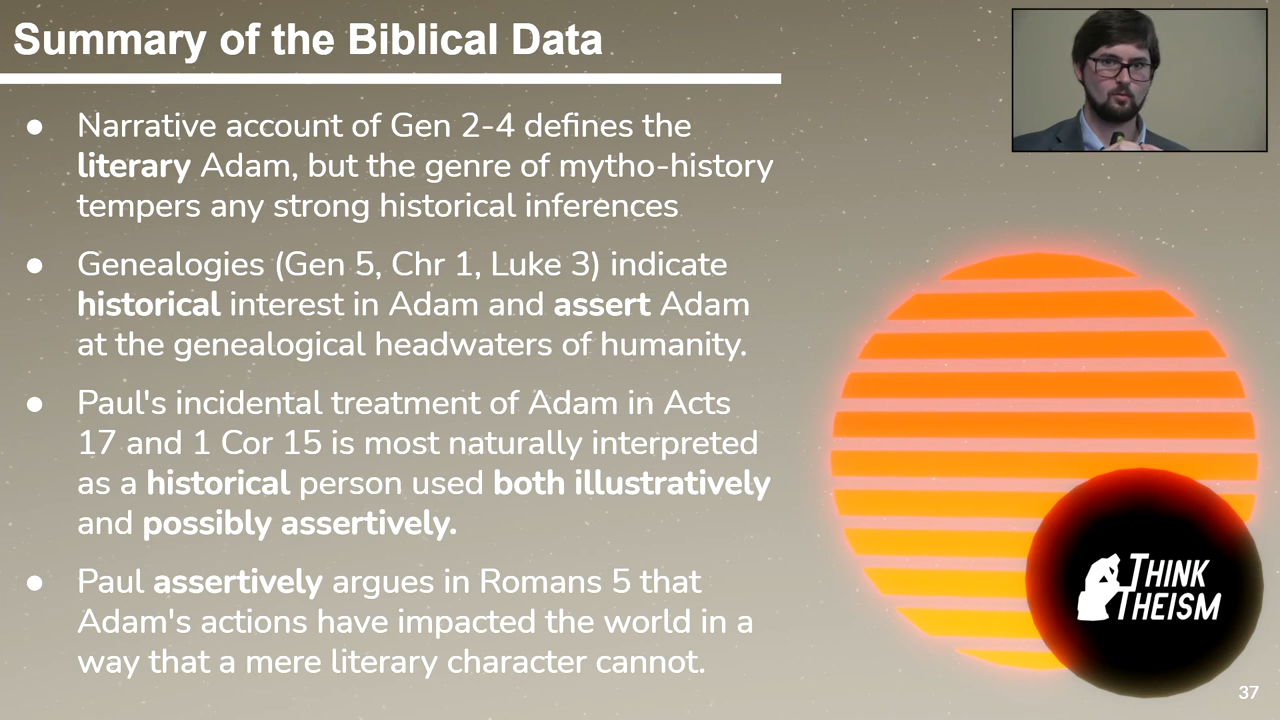 Summary of the Biblical Data
● Narrative account of Gen 2-4 defines the
literary Adam, but the genre of mytho-history
tempers any strong historical inferences
● Genealogies (Gen 5, Chr 1, Luke 3) indicate
historical interest in Adam and assert Adam
at the genealogical headwaters of humanity.
● Paul's incidental treatment of Adam in Acts
17 and 1 Cor 15 is most naturally interpreted
as a historical person used both illustratively
and possibly assertively.
● Paul assertively argues in Romans 5 that
Adam's actions have impacted the world in a
way that a mere literary character cannot.
THINK
THEISM
37